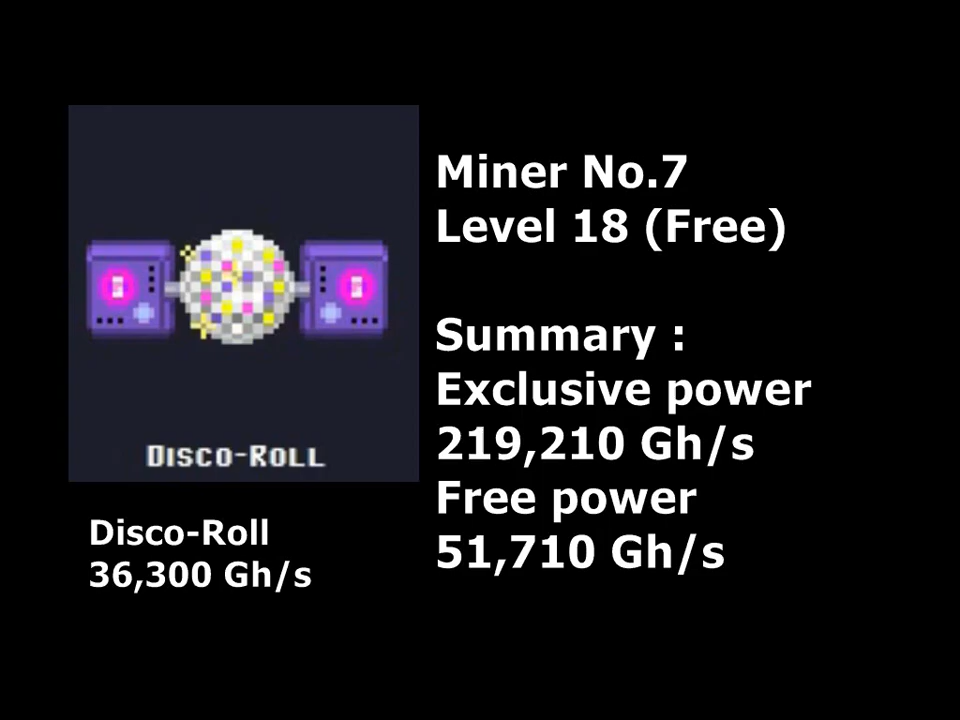 Miner No.7
Level 18 (Free)
Summary :
Exclusive power
219,210 Gh/s
Free power
51,710 Gh/s
DISCO-ROLL
Disco-Roll
36,300 Gh/s